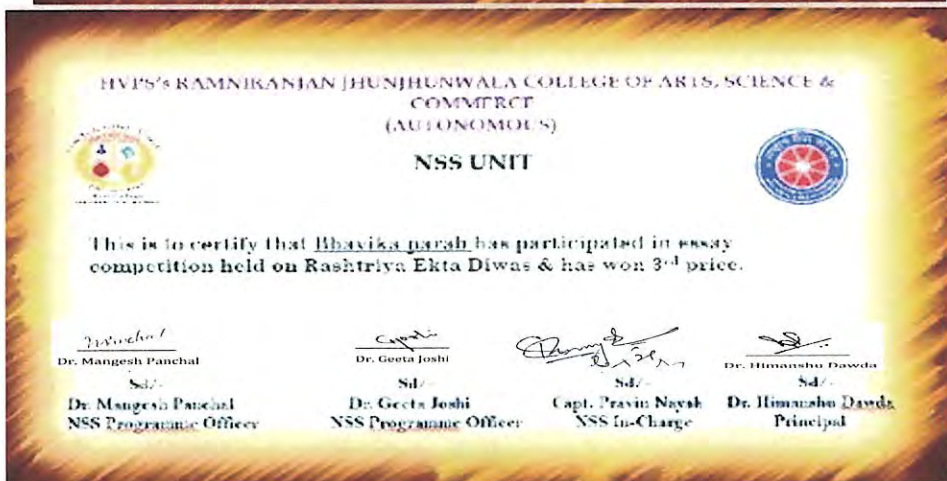 HVPS's RAMNIRANJAN JHUNJHUNWALA COLLEGE OF ARTS, SCIENCE &
COMMERCE
(AUTONOMOUS)
NSS UNIT
This is to certify that Bhavika parab has participated in essay
competition held on Rashtriya Ekta Diwas & has won 3rd price.
Dr. Mangesh Panchal
Dr. Geeta Joshi
Dr. Himanshu Dawda
Sd/- Sd/- Sd/- Sd/-
Dr. Mangesh Panchal Dr. Geeta Joshi Capt. Pravin Nayak Dr. Himanshu Dawda
NSS Programme Officer NSS Programme Officer NSS In-Charge Principal